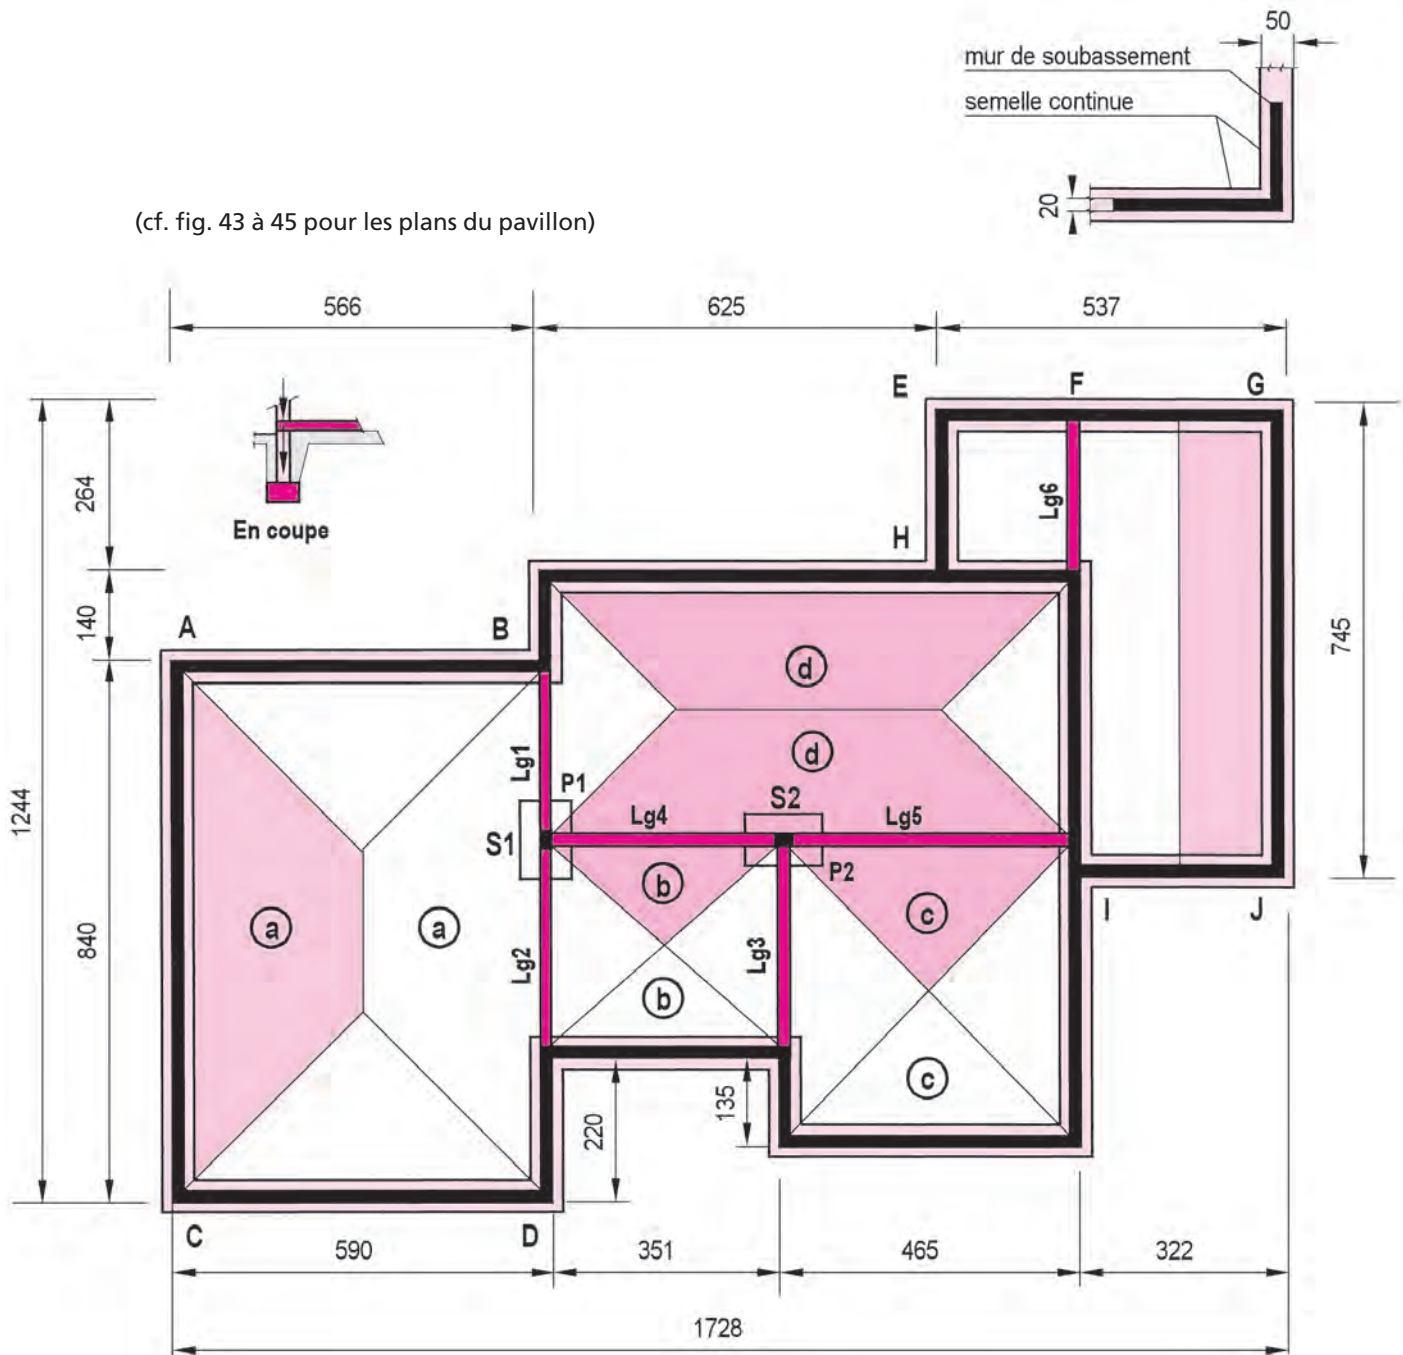 50
mur de soubassement
semelle continue
20
(cf. fig. 43 à 45 pour les plans du pavillon)
566
625
537
E
F
G
264
En coupe
Lg6
H
140
A
B
745
d
d
Lg1
P1
S2
1244
Lg4
Lg5
S1
b
P2
840
a
a
c
I
J
Lg2
Lg3
b
c
135
220
C
D
590
351
465
322
1728